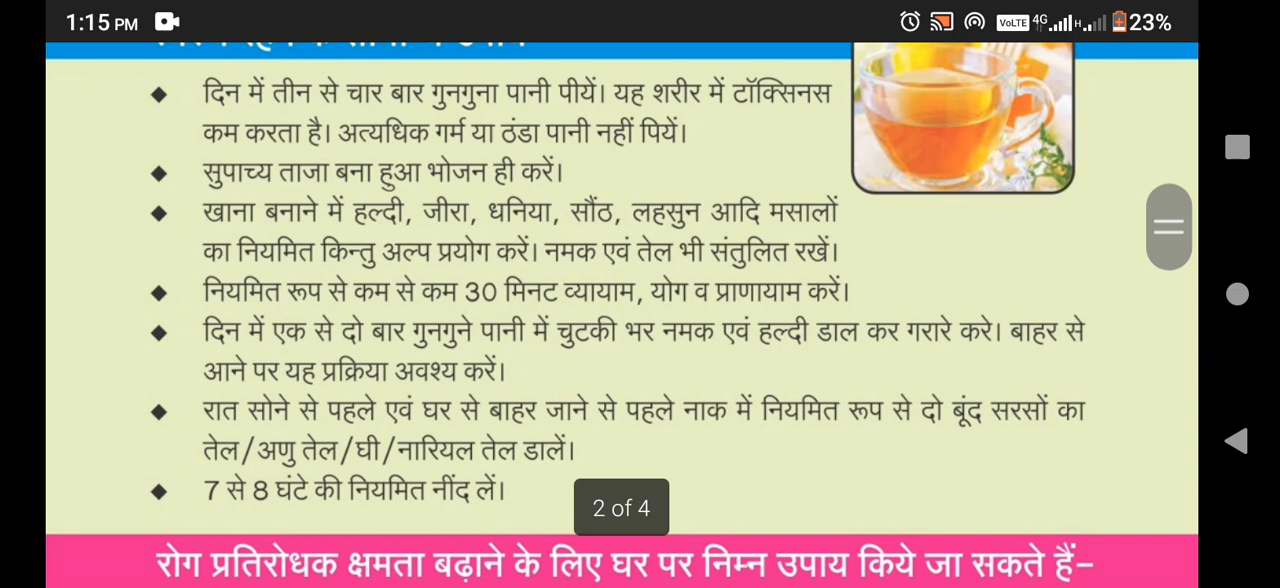 1:15 PM
VoLTE 4G H 23%
दिन में तीन से चार बार गुनगुना पानी पीयें। यह शरीर में टॉक्सिनस
कम करता है। अत्यधिक गर्म या ठंडा पानी नहीं पियें।
सुपाच्य ताजा बना हुआ भोजन ही करें।
खाना बनाने में हल्दी, जीरा, धनिया, सौंठ, लहसुन आदि मसालों
का नियमित किन्तु अल्प प्रयोग करें। नमक एवं तेल भी संतुलित रखें।
नियमित रूप से कम से कम 30 मिनट व्यायाम, योग व प्राणायाम करें।
दिन में एक से दो बार गुनगुने पानी में चुटकी भर नमक एवं हल्दी डाल कर गरारे करे। बाहर से
आने पर यह प्रक्रिया अवश्य करें।
रात सोने से पहले एवं घर से बाहर जाने से पहले नाक में नियमित रूप से दो बूंद सरसों का
तेल/अणु तेल/घी/नारियल तेल डालें।
7 से 8 घंटे की नियमित नींद लें।
2 of 4
रोग प्रतिरोधक क्षमता बढ़ाने के लिए घर पर निम्न उपाय किये जा सकते हैं-